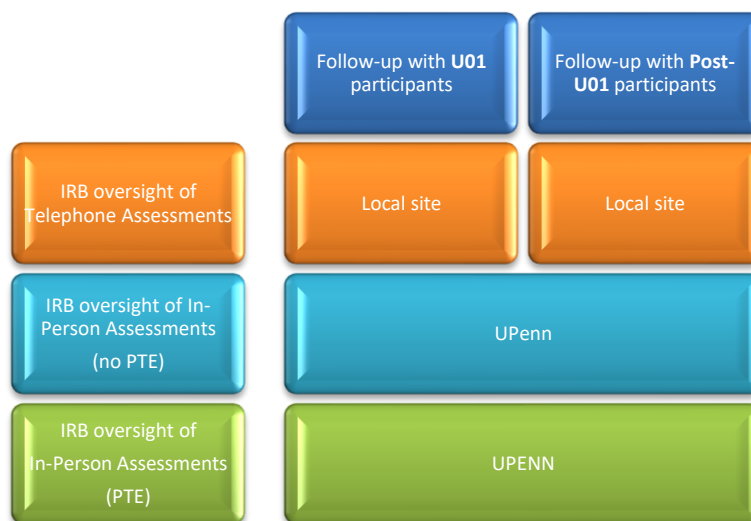 Follow-up with U01
participants
Follow-up with Post-
U01 participants
IRB oversight of
Telephone Assessments
Local site
Local site
IRB oversight of In-
Person Assessments
(no PTE)
UPenn
IRB oversight of
In-Person Assessments
(PTE)
UPENN